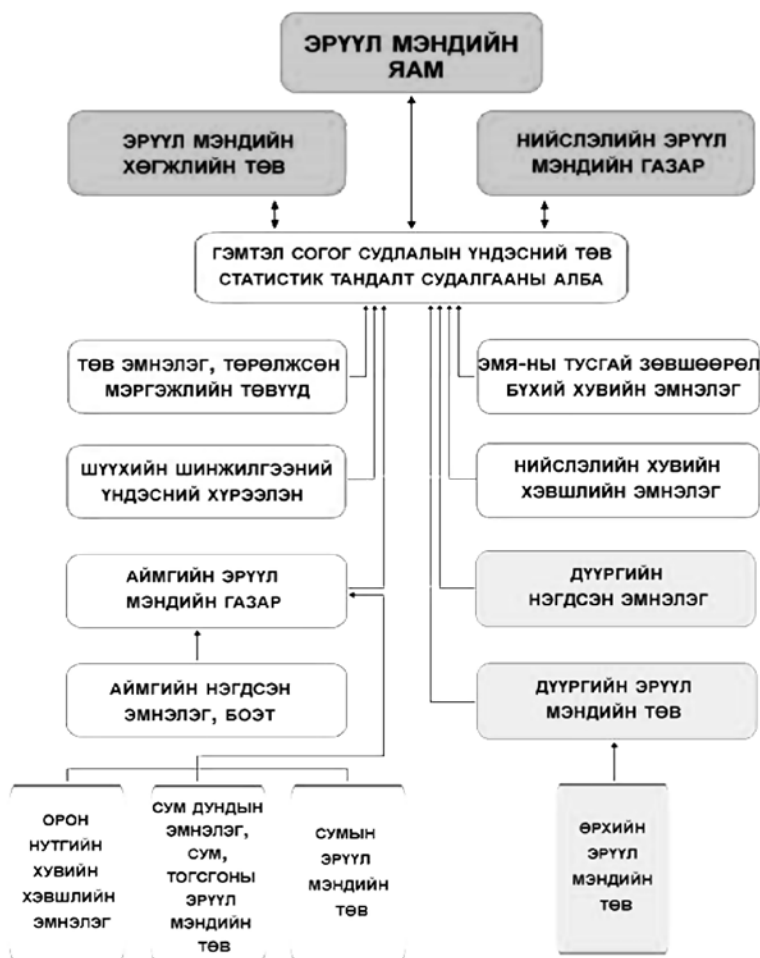 ЭРҮҮЛ МЭНДИЙН
ЯАМ
ЭРҮҮЛ МЭНДИЙН
ХӨГЖЛИЙН ТӨВ
НИЙСЛЭЛИЙН ЭРҮҮЛ
МЭНДИЙН ГАЗАР
ГЭМТЭЛ СОГОГ СУДЛАЛЫН ҮНДЭСНИЙ ТӨВ
СТАТИСТИК ТАНДАЛТ СУДАЛГААНЫ АЛБА
ТӨВ ЭМНЭЛЭГ, ТӨРӨЛЖСӨН
МЭРГЭЖЛИЙН ТӨВҮҮД
ЭМЯ-НЫ ТУСГАЙ ЗӨВШӨӨРӨЛ
БҮХИЙ ХУВИЙН ЭМНЭЛЭГ
ШҮҮХИЙН ШИНЖИЛГЭЭНИЙ
ҮНДЭСНИЙ ХҮРЭЭЛЭН
НИЙСЛЭЛИЙН ХУВИЙН
ХЭВШЛИЙН ЭМНЭЛЭГ
АЙМГИЙН ЭРҮҮЛ
МЭНДИЙН ГАЗАР
ДҮҮРГИЙН
НЭГДСЭН ЭМНЭЛЭГ
АЙМГИЙН НЭГДСЭН
ЭМНЭЛЭГ, БОЭТ
ДҮҮРГИЙН ЭРҮҮЛ
МЭНДИЙН ТӨВ
ОРОН
НУТГИЙН
ХУВИЙН
ХЭВШЛИЙН
ЭМНЭЛЭГ
СУМ ДУНДЫН
ЭМНЭЛЭГ,
СУМ,
ТОГСГОНЫ
ЭРҮҮЛ
МЭНДИЙН
ТӨВ
СУМЫН
ЭРҮҮЛ
МЭНДИЙН
ТӨВ
ӨРХИЙН
ЭРҮҮЛ
МЭНДИЙН
ТӨВ